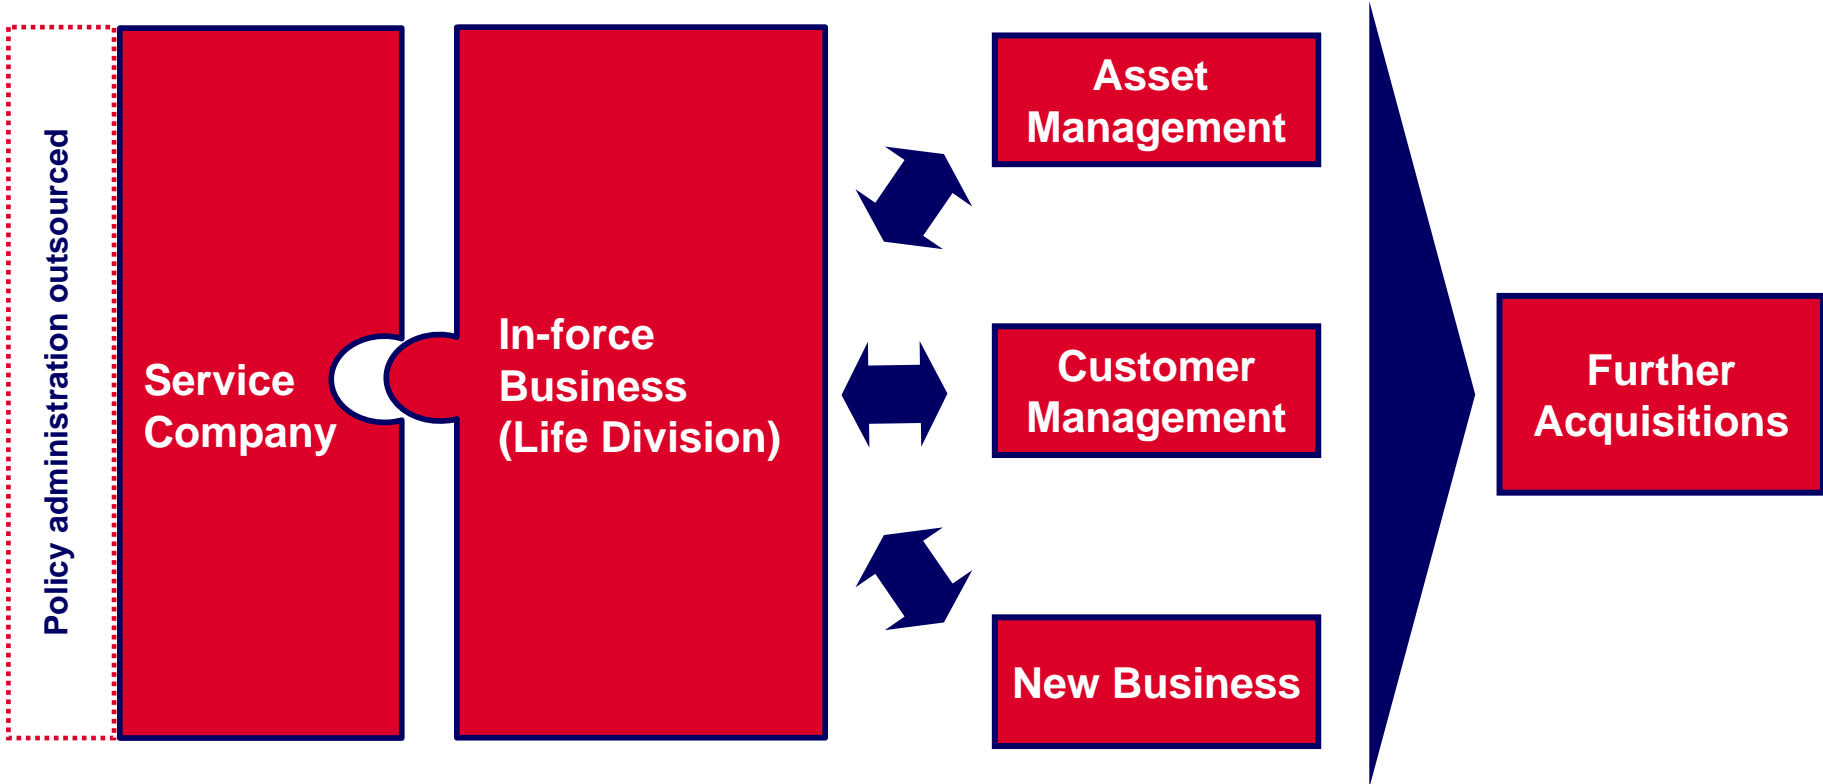 Policy administration outsourced
Service
Company
In-force
Business
(Life Division)
Asset
Management
Customer
Management
New Business
Further
Acquisitions